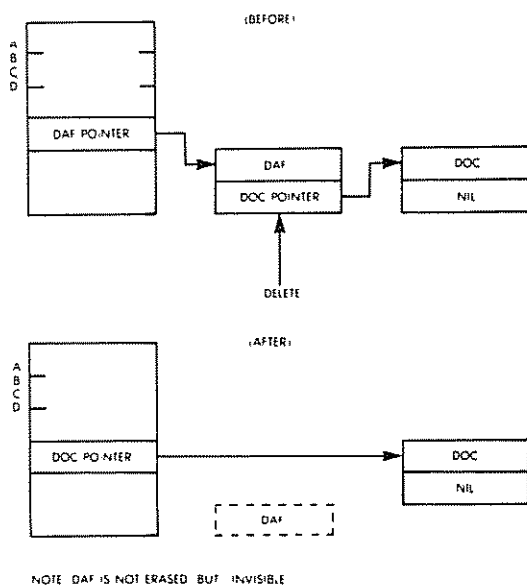 (BEFORE)
A
B
C
D
DAF POINTER
DAF
DOC POINTER
DOC
NIL
DELETE
(AFTER)
A
B
C
D
DOC POINTER
DOC
NIL
DAF
NOTE DAF IS NOT ERASED BUT INVISIBLE